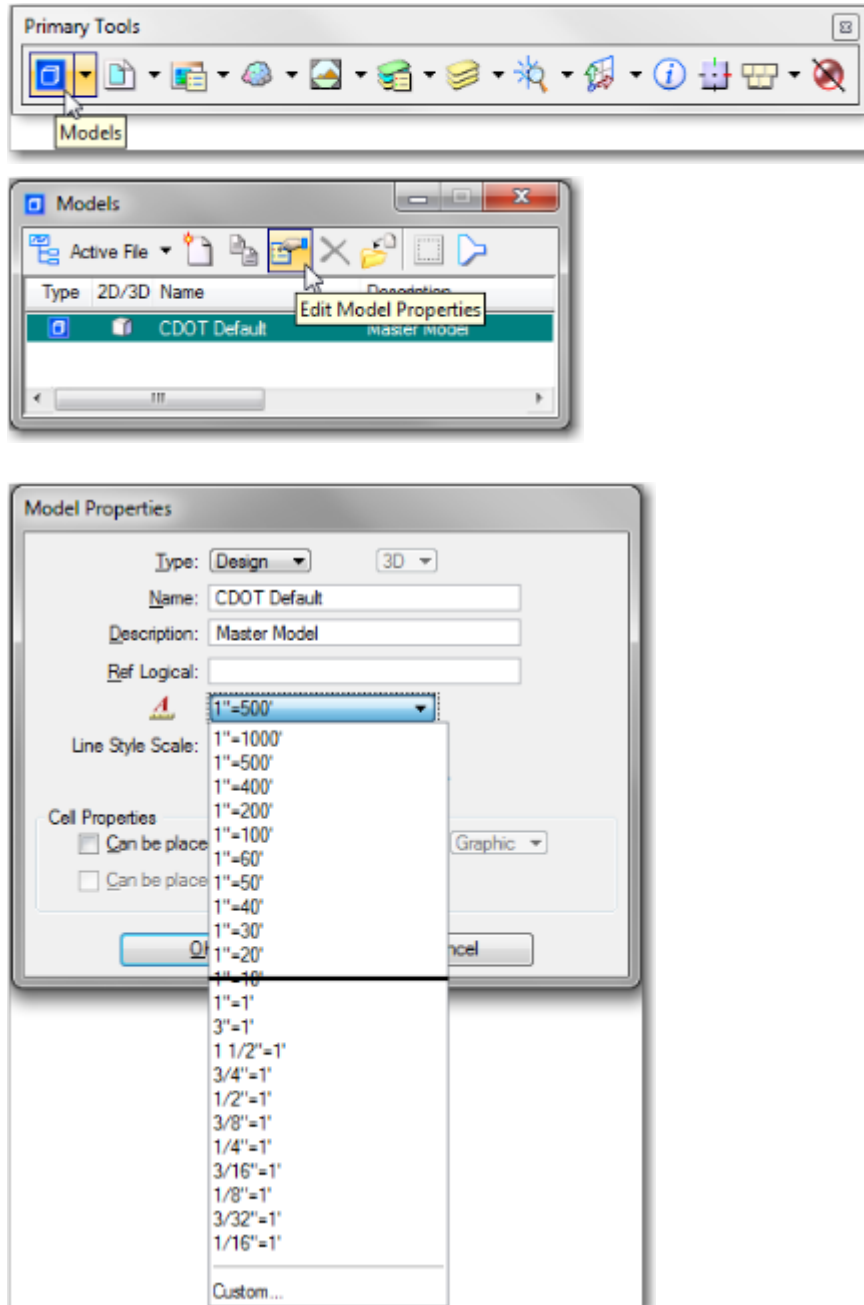 Primary Tools
Models
Models
Active File
Type 2D/3D Name Description
Edit Model Properties
CDOT Default Master Model
Model Properties
Type: Design 3D
Name: CDOT Default
Description: Master Model
Ref Logical:
1"=500'
Line Style Scale:
1"=1000'
1"=500'
1"=400'
1"=200'
1"=100'
Cell Properties
Can be place
Graphic
1"=60'
Can be place
1"=50'
1"=40'
1"=30'
1"=20'
1"=10'
1"=1'
3"=1'
1 1/2"=1'
3/4"=1'
1/2"=1'
3/8"=1'
1/4"=1'
3/16"=1'
1/8"=1'
3/32"=1'
1/16"=1'
Custom...